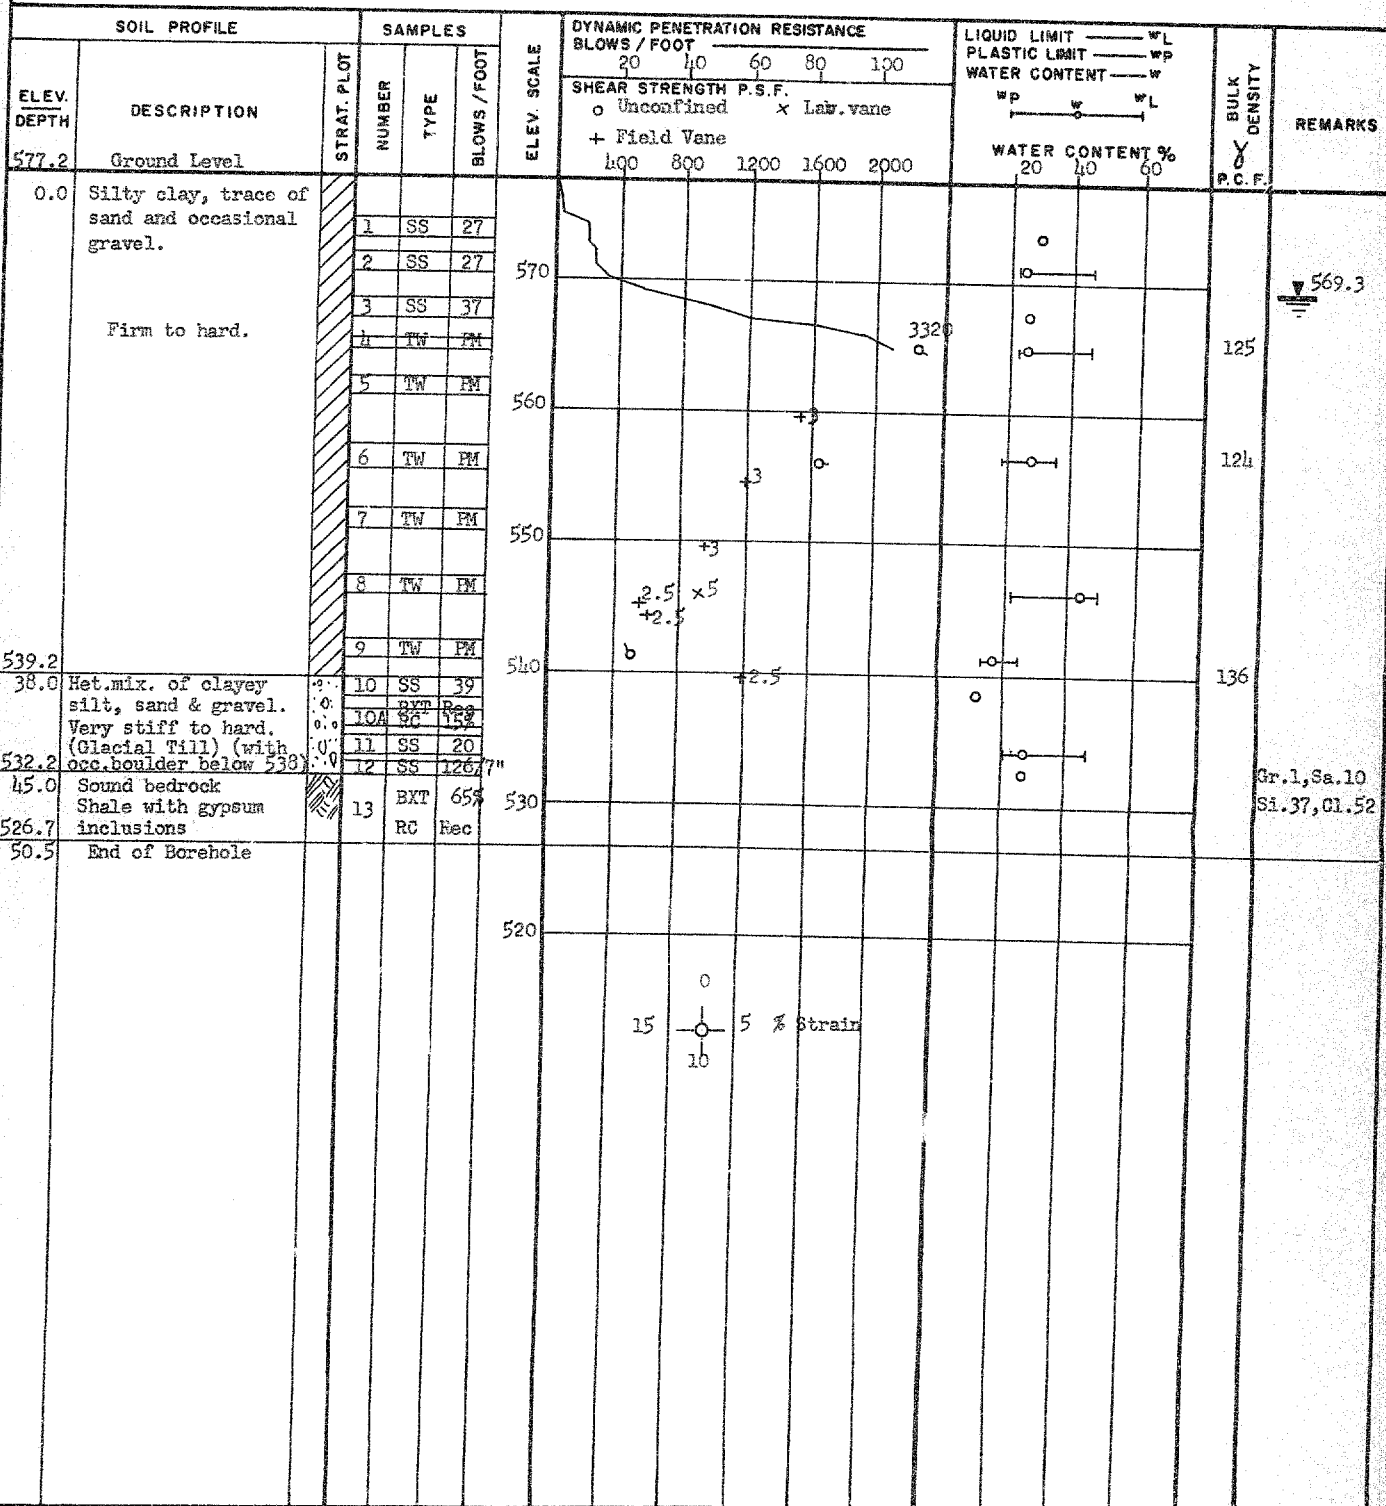 SOIL PROFILE
SAMPLES
ELEV. SCALE
DYNAMIC PENETRATION RESISTANCE
BLOWS / FOOT
20 40 60 80 100
SHEAR STRENGTH P.S.F.
o Unconfined × Lab. vane
+ Field Vane
400 800 1200 1600 2000
LIQUID LIMIT wL
PLASTIC LIMIT wP
WATER CONTENT w
wP w wL
WATER CONTENT %
20 40 60
BULK DENSITY
γ
P.C.F.
REMARKS
ELEV.
DEPTH
DESCRIPTION
STRAT. PLOT
NUMBER
TYPE
BLOWS / FOOT
577.2 Ground Level
0.0 Silty clay, trace of
sand and occasional
gravel.
Firm to hard.
1 SS 27
2 SS 27
3 SS 37
4 TW PM
5 TW PM
6 TW PM
7 TW PM
8 TW PM
9 TW PM
539.2
38.0 Het.mix. of clayey
silt, sand & gravel.
Very stiff to hard.
(Glacial Till) (with
532.2 occ.boulder below 538)
10 SS 39
10A BXT RC Rec 15%
11 SS 20
12 SS 126/7"
45.0 Sound bedrock
Shale with gypsum
526.7 inclusions
13 BXT 65%
RC Rec
50.5 End of Borehole
570
560
550
540
530
520
3320
3
3
3
2.5
5
2.5
2.5
569.3
125
124
136
Gr.1,Sa.10
Si.37,Cl.52
0
15 5 % Strain
10